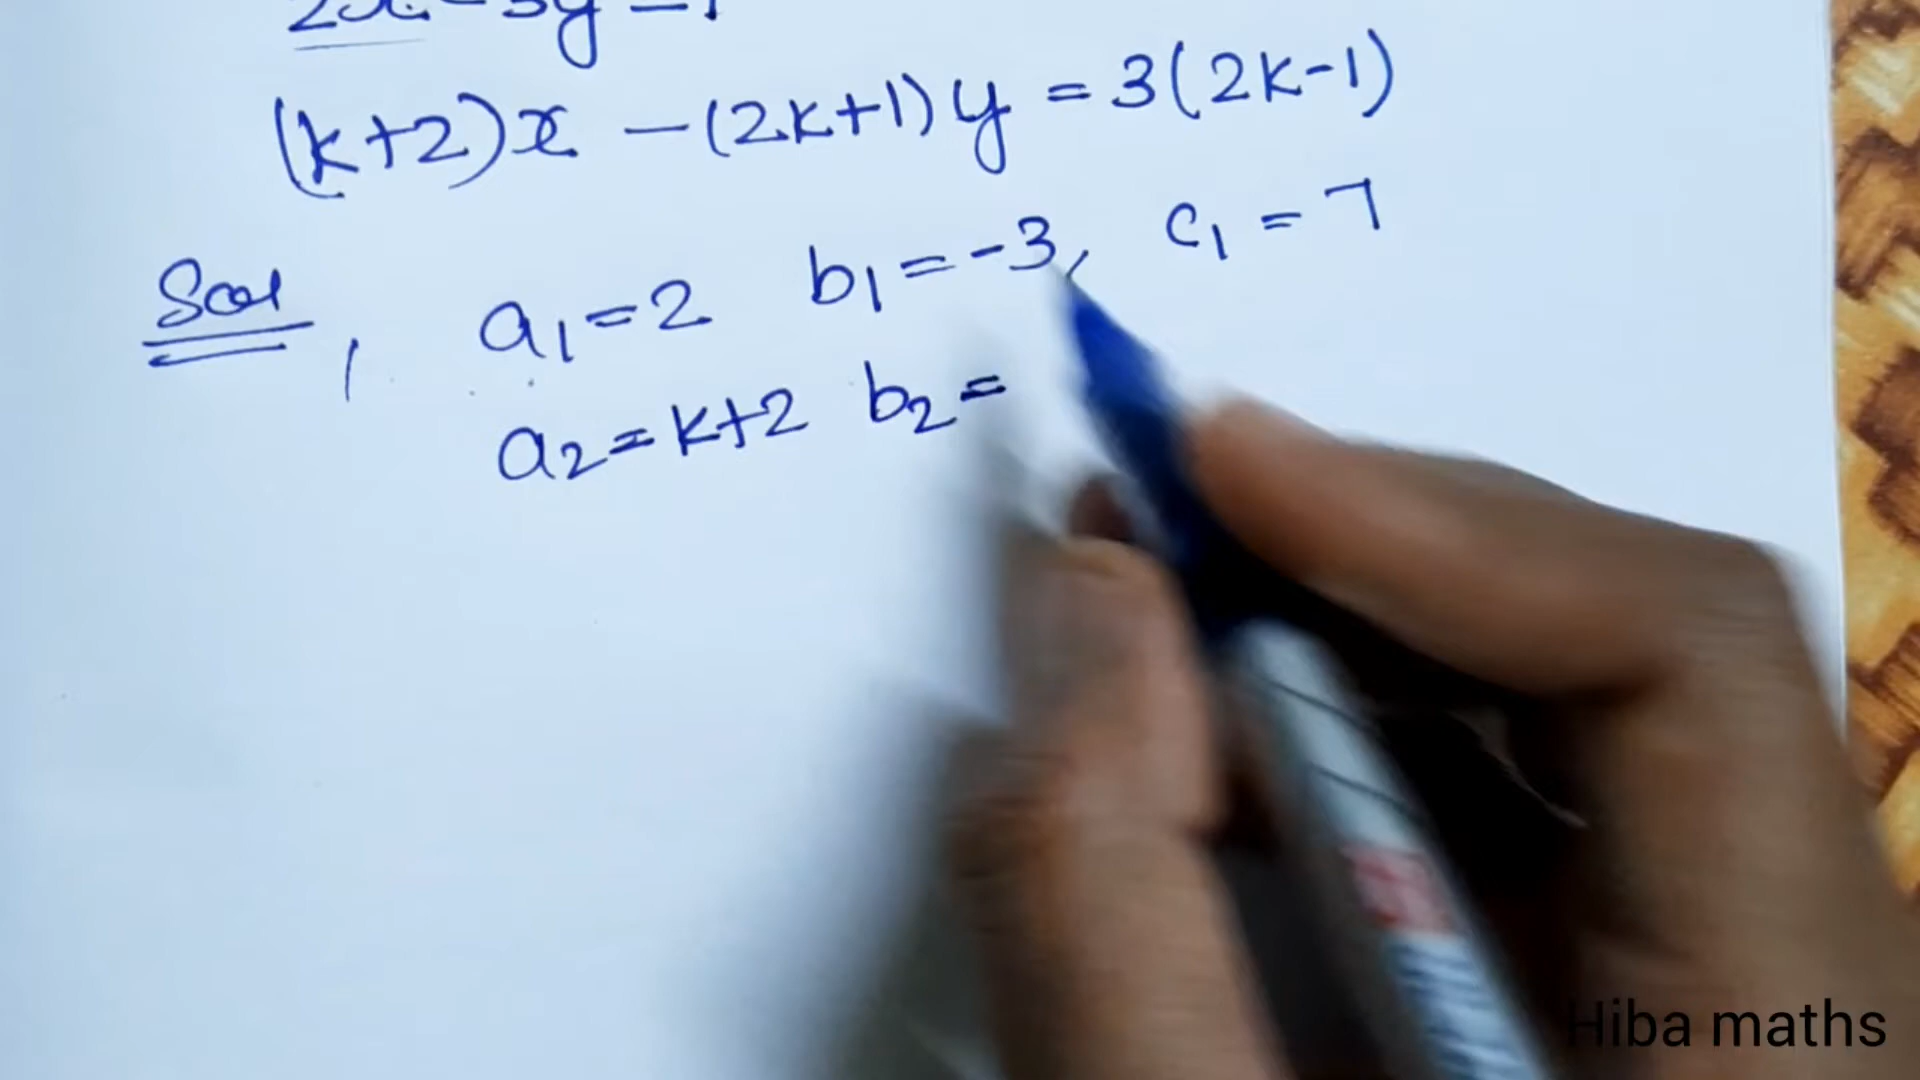 (k+2)x - (2k+1)y = 3(2k-1)
Sol, a₁=2 b₁=-3, c₁=7
a₂=k+2 b₂=
Hiba maths